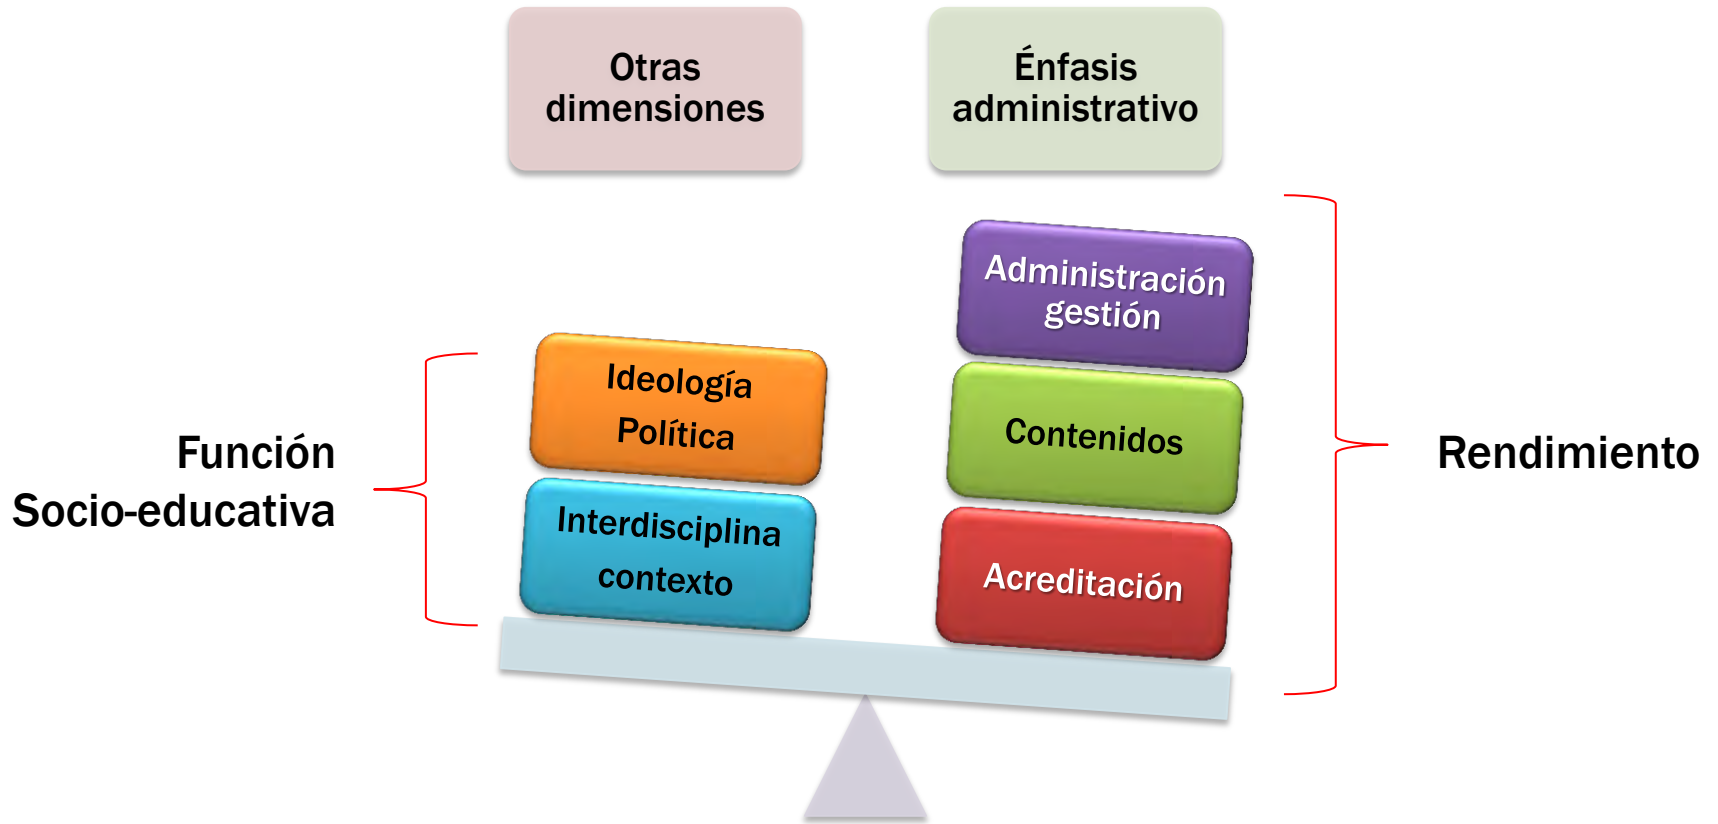 Otras
dimensiones
Énfasis
administrativo
Función
Socio-educativa
Ideología
Política
Interdisciplina
contexto
Administración
gestión
Contenidos
Acreditación
Rendimiento